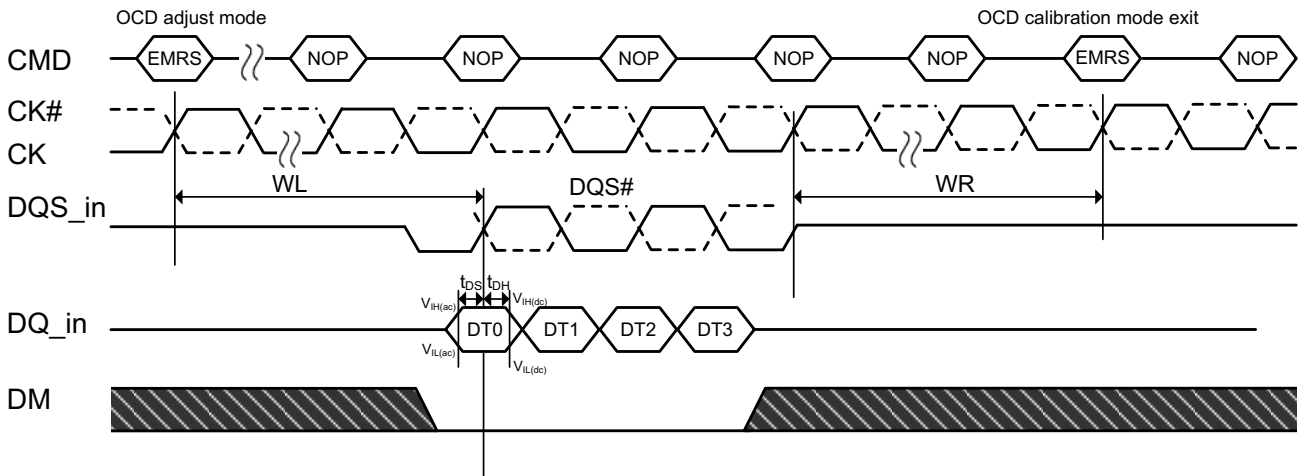 OCD adjust mode OCD calibration mode exit
CMD EMRS NOP NOP NOP NOP NOP EMRS NOP
CK#
CK
WL DQS# WR
DQS_in
tDS tDH
VIH(ac) VIH(dc)
DQ_in DT0 DT1 DT2 DT3
VIL(ac) VIL(dc)
DM